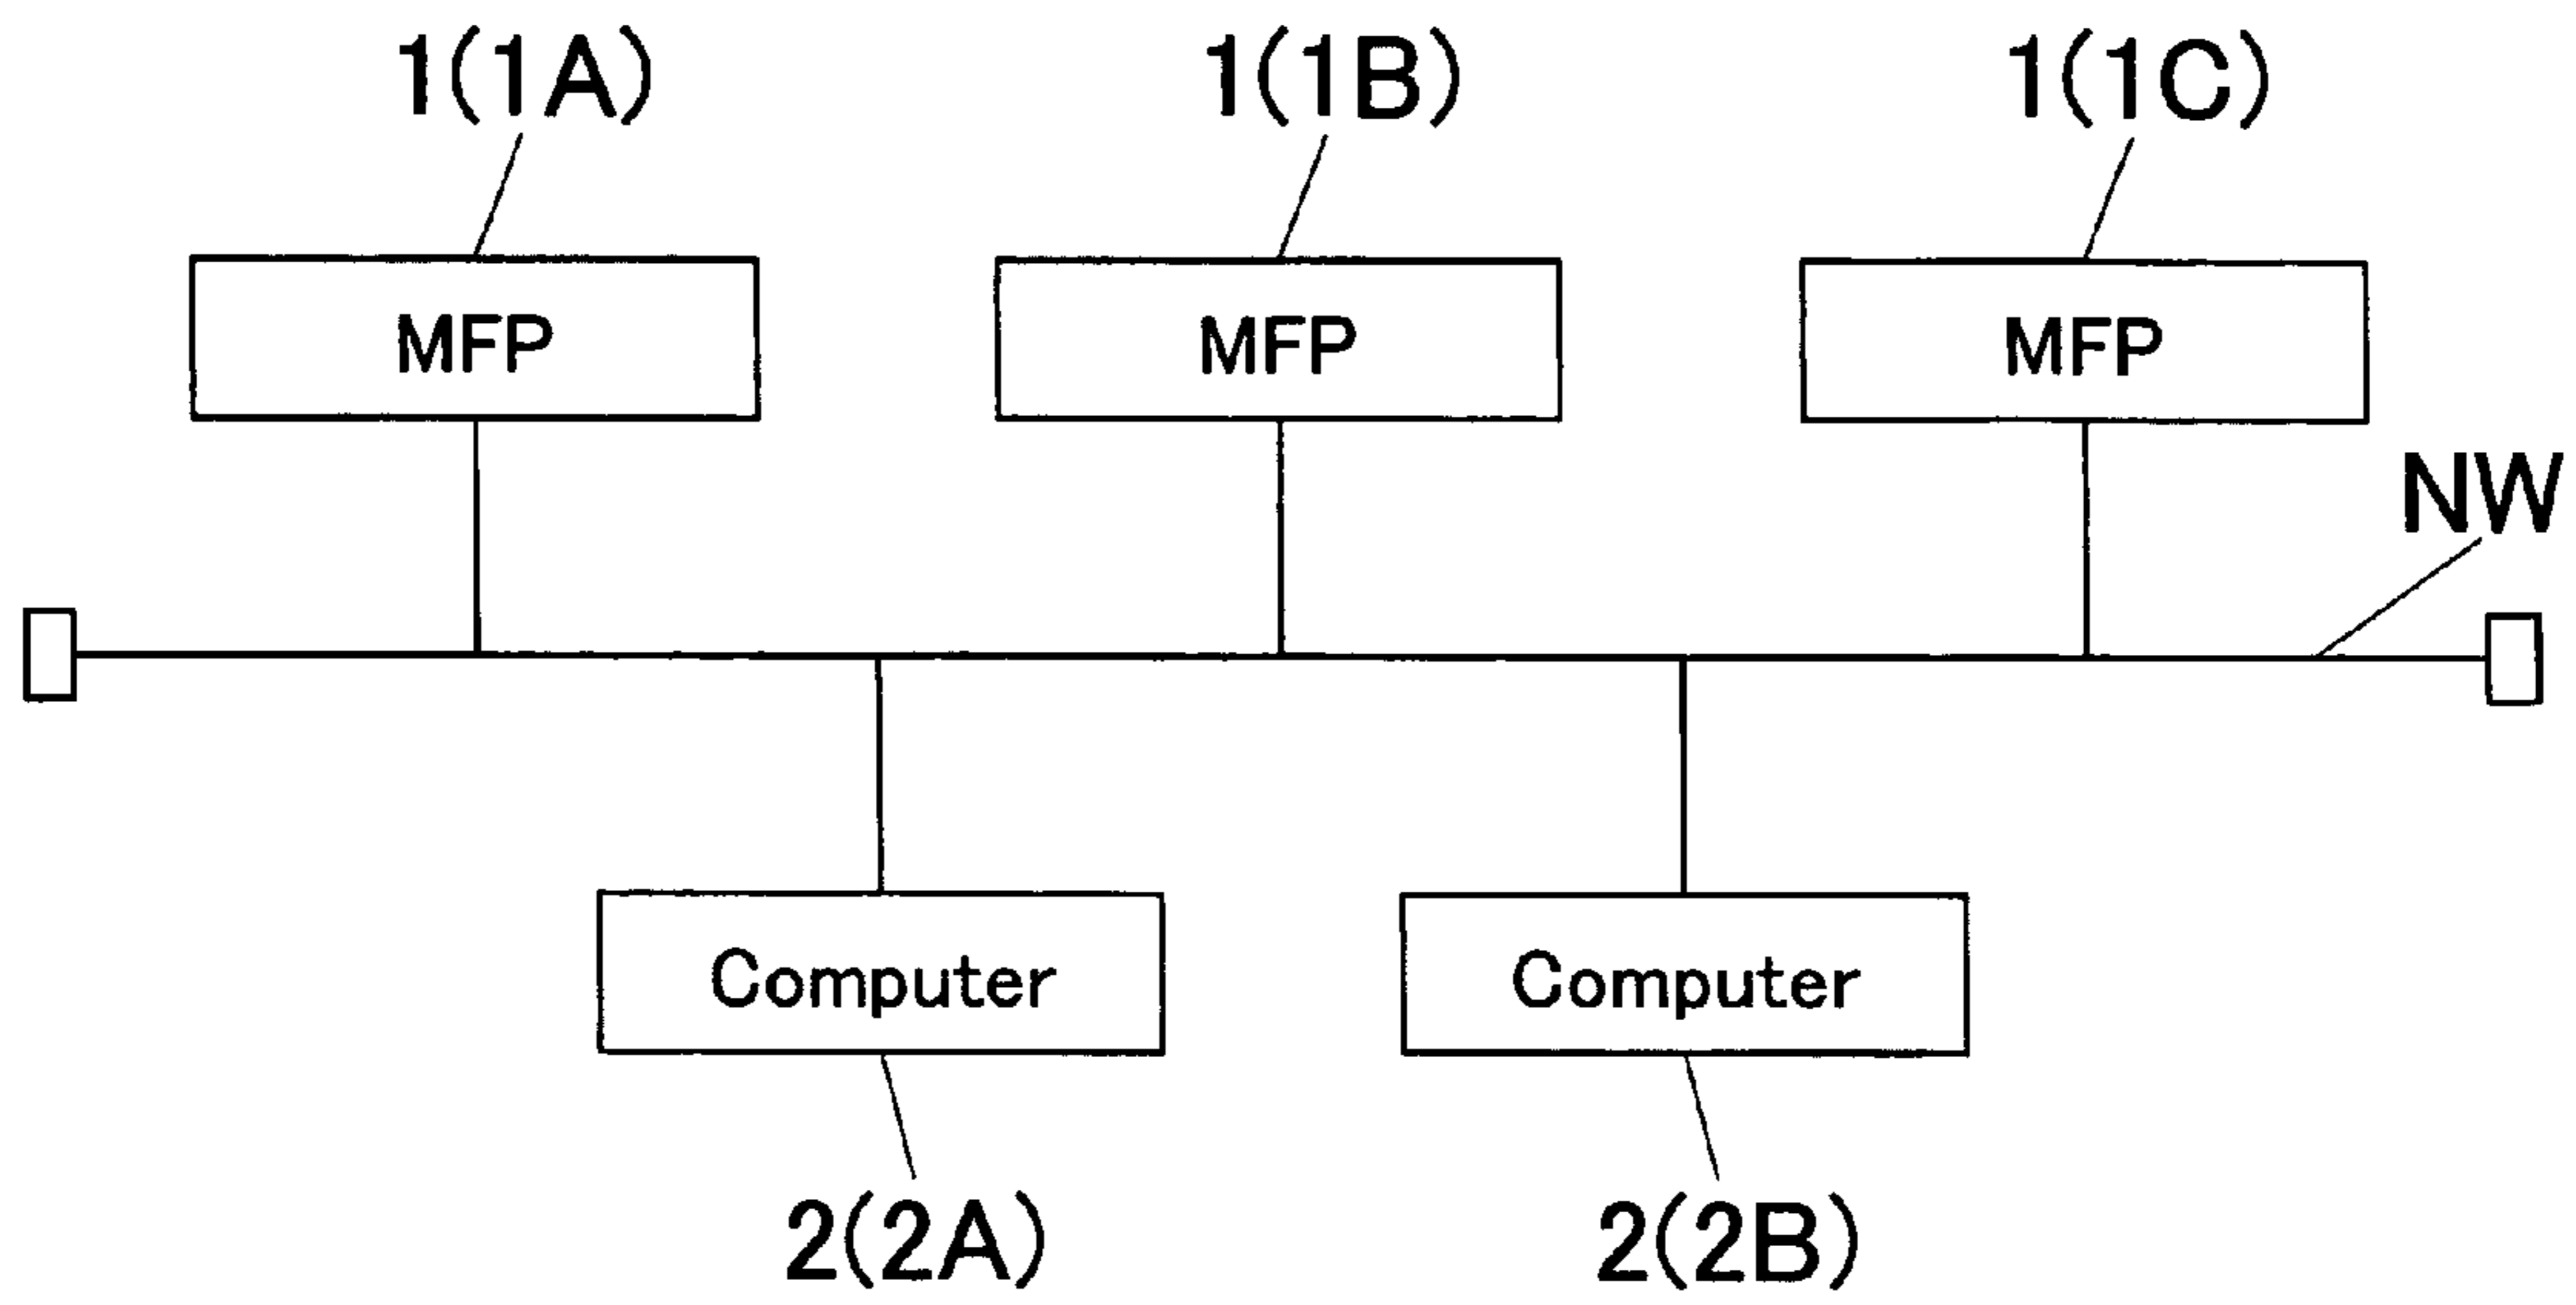 1(1A) 1(1B) 1(1C)
MFP MFP MFP
NW
Computer Computer
2(2A) 2(2B)